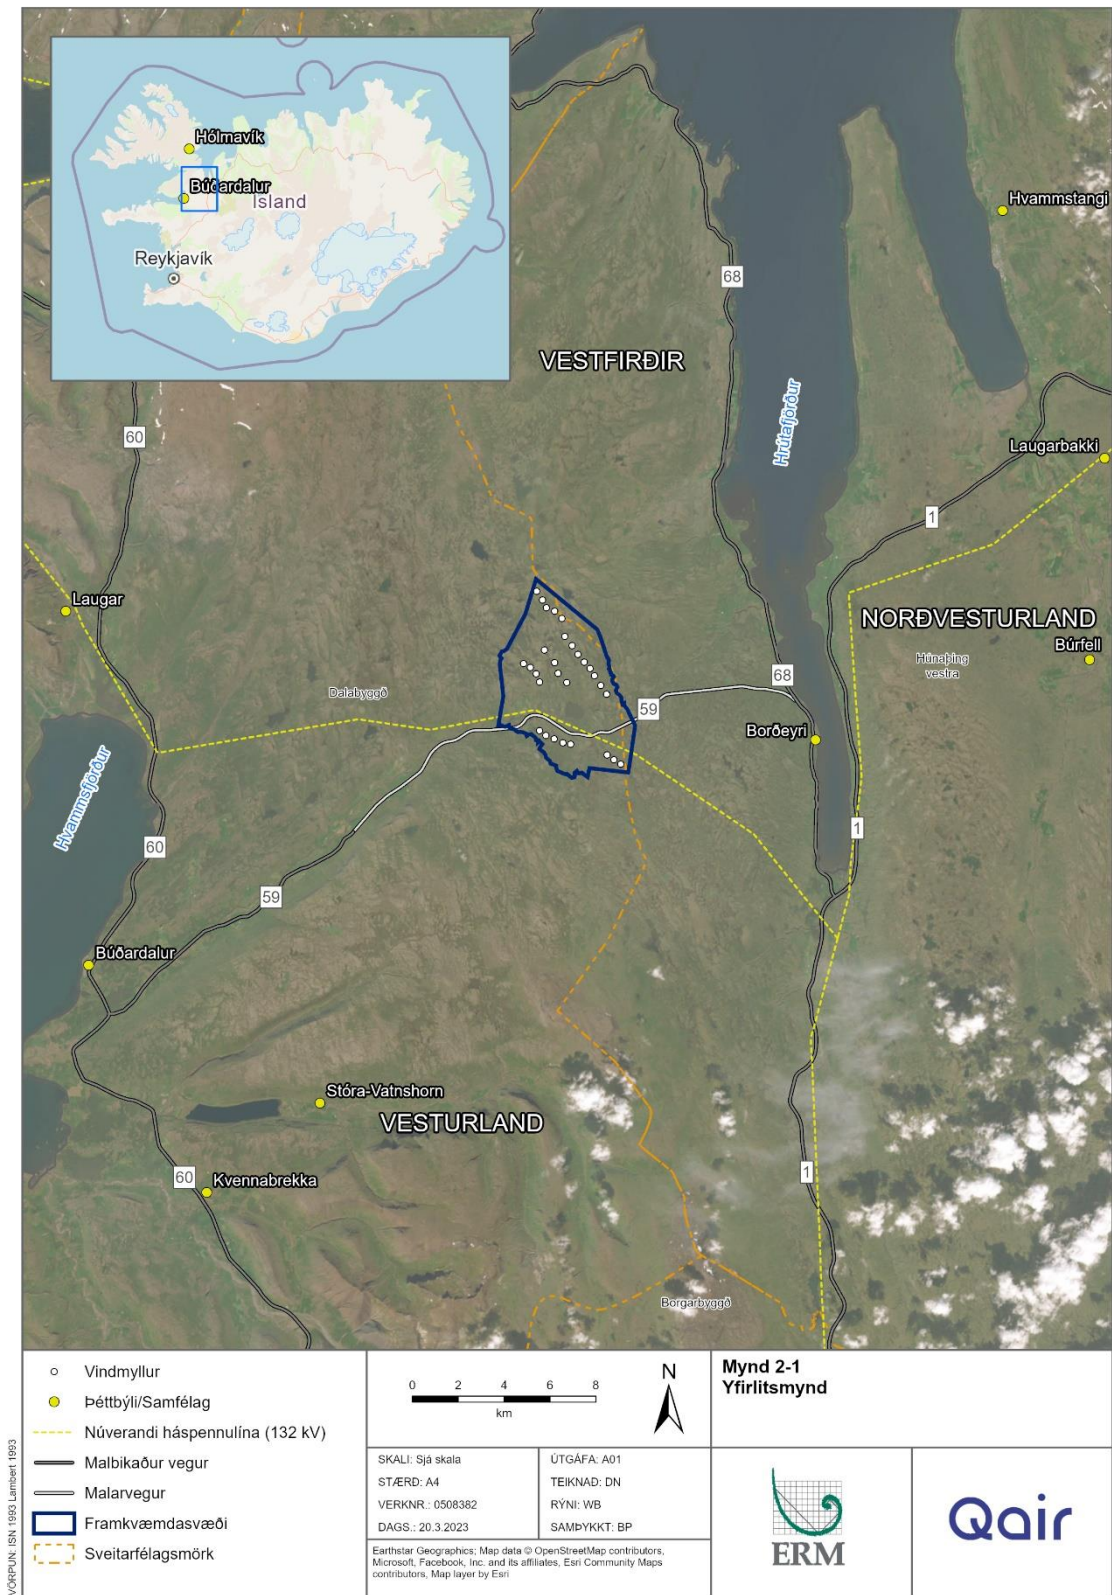 Hólmavík
Búðardalur
Ísland
Reykjavík
Hvammstangi
68
VESTFIRÐIR
Hrútafjörður
60
Laugarbakki
1
Laugar
NORÐVESTURLAND
Húnaþing
vestra
Búrfell
Dalabyggð
68
59
Borðeyri
Hvammsfjörður
60
1
59
Búðardalur
Stóra-Vatnshorn
VESTURLAND
60
Kvennabrekka
1
Borgarbyggð
Vindmyllur
Þéttbýli/Samfélag
Núverandi háspennulína (132 kV)
Malbikaður vegur
Malarvegur
Framkvæmdasvæði
Sveitarfélagsmörk
VÖRPUN: ISN 1993 Lambert 1993
0 2 4 6 8
km
N
SKALI: Sjá skala
STÆRÐ: A4
VERKNR.: 0508382
DAGS.: 20.3.2023
ÚTGÁFA: A01
TEIKNAÐ: DN
RÝNI: WB
SAMÞYKKT: BP
Earthstar Geographics; Map data © OpenStreetMap contributors,
Microsoft, Facebook, Inc. and its affiliates, Esri Community Maps
contributors, Map layer by Esri
Mynd 2-1
Yfirlitsmynd
ERM
Qair